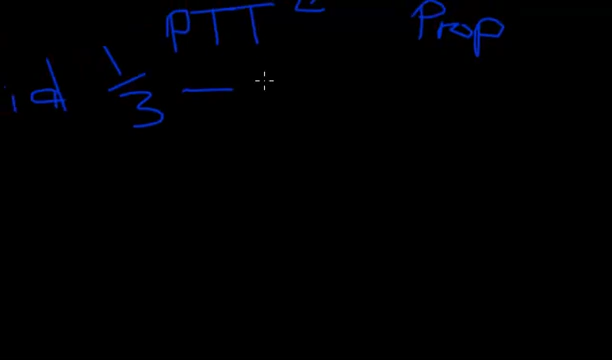 PTT Prop
id 1/3 —